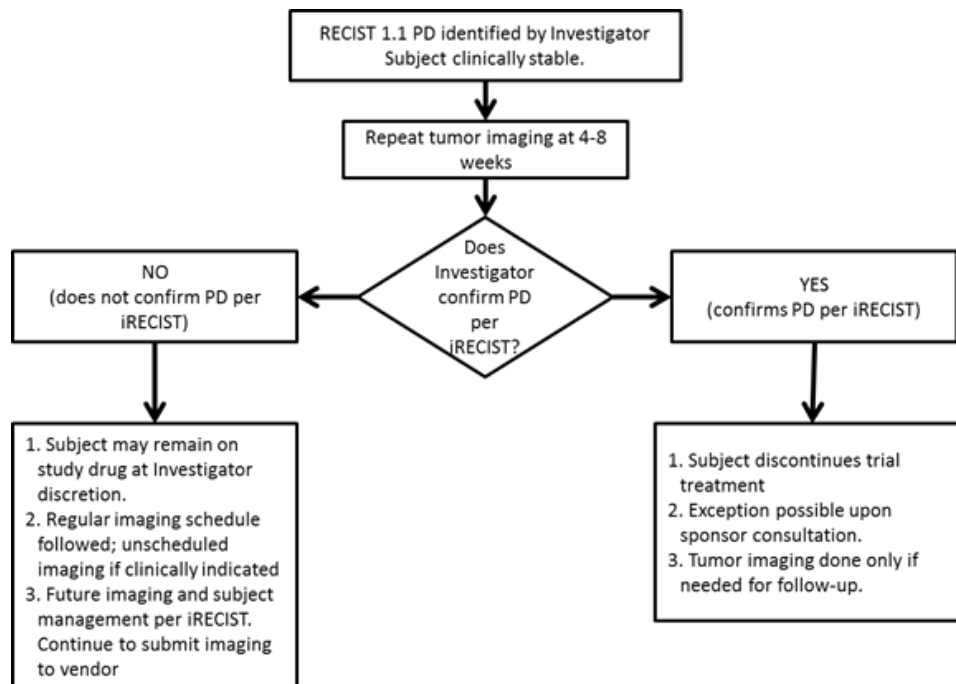 RECIST 1.1 PD identified by Investigator
Subject clinically stable.
Repeat tumor imaging at 4-8
weeks
Does
Investigator
confirm PD
per
iRECIST?
NO
(does not confirm PD per
iRECIST)
YES
(confirms PD per iRECIST)
1. Subject may remain on
study drug at Investigator
discretion.
2. Regular imaging schedule
followed; unscheduled
imaging if clinically indicated
3. Future imaging and subject
management per iRECIST.
Continue to submit imaging
to vendor
1. Subject discontinues trial
treatment
2. Exception possible upon
sponsor consultation.
3. Tumor imaging done only if
needed for follow-up.